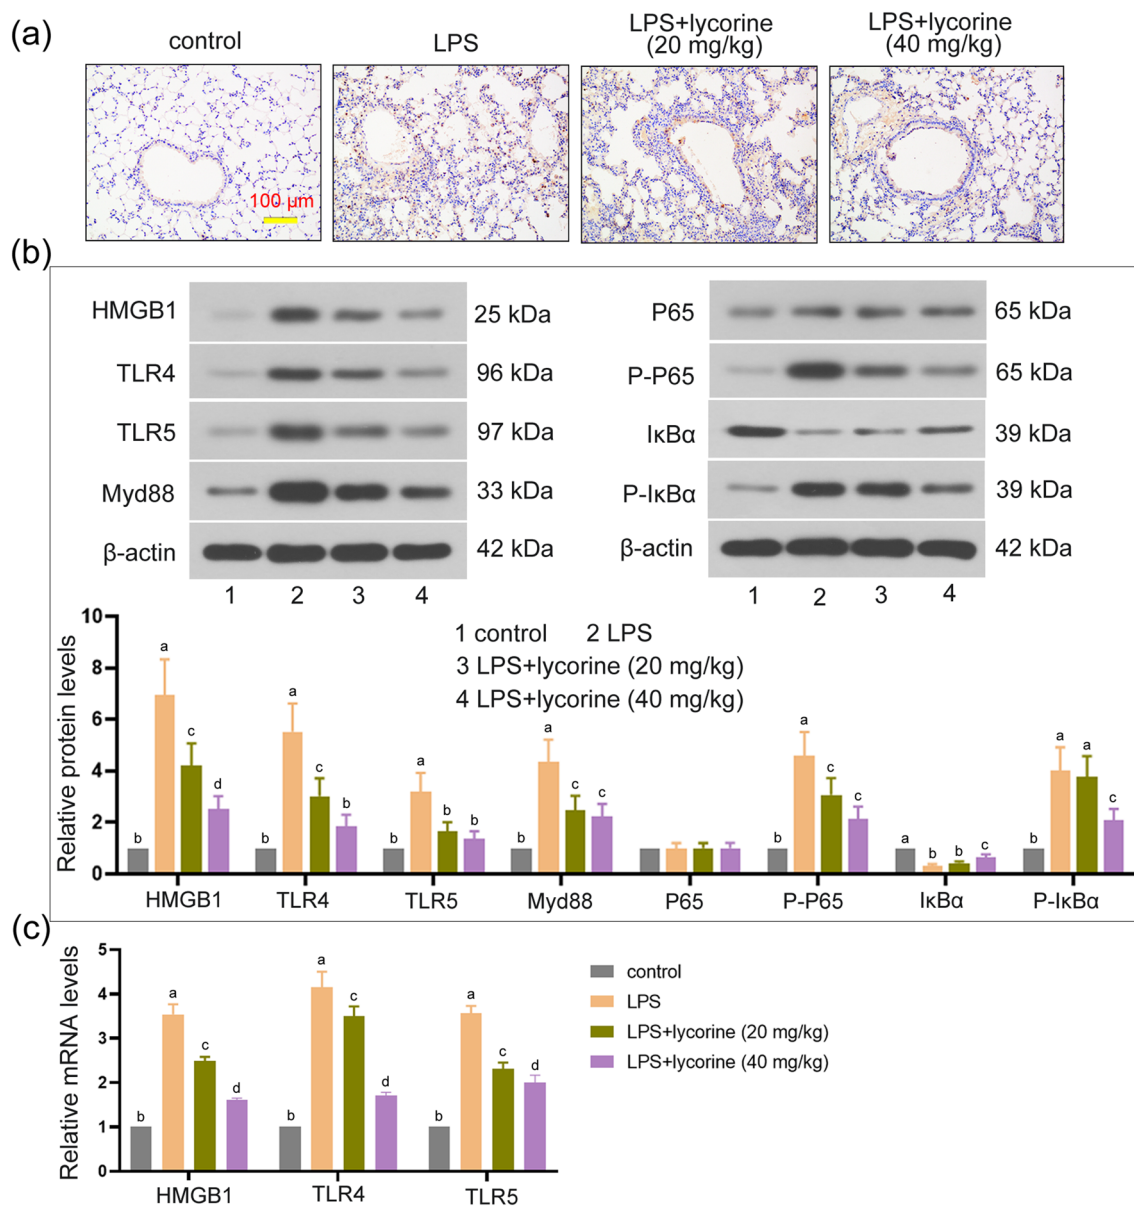 (a)
control
LPS
LPS+lycorine
(20 mg/kg)
LPS+lycorine
(40 mg/kg)
100 µm
(b)
HMGB1
25 kDa
TLR4
96 kDa
TLR5
97 kDa
Myd88
33 kDa
β-actin
42 kDa
1 2 3 4
P65
65 kDa
P-P65
65 kDa
IκBα
39 kDa
P-IκBα
39 kDa
β-actin
42 kDa
1 2 3 4
1 control 2 LPS
3 LPS+lycorine (20 mg/kg)
4 LPS+lycorine (40 mg/kg)
Relative protein levels
10
8
6
4
2
0
b a c d
b a c b
b a b b
b a c c
b a c c
a b b c
b a a c
HMGB1 TLR4 TLR5 Myd88 P65 P-P65 IκBα P-IκBα
(c)
Relative mRNA levels
5
4
3
2
1
0
b a c d
b a c d
b a c d
HMGB1 TLR4 TLR5
control
LPS
LPS+lycorine (20 mg/kg)
LPS+lycorine (40 mg/kg)